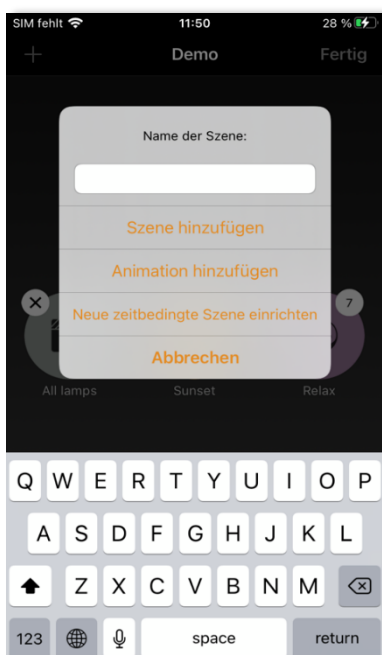 SIM fehlt 11:50 28 %
Demo Fertig
Name der Szene:
Szene hinzufügen
Animation hinzufügen
Neue zeitbedingte Szene einrichten
7
Abbrechen
All lamps Sunset Relax
Q W E R T Y U I O P
A S D F G H J K L
Z X C V B N M
123 space return